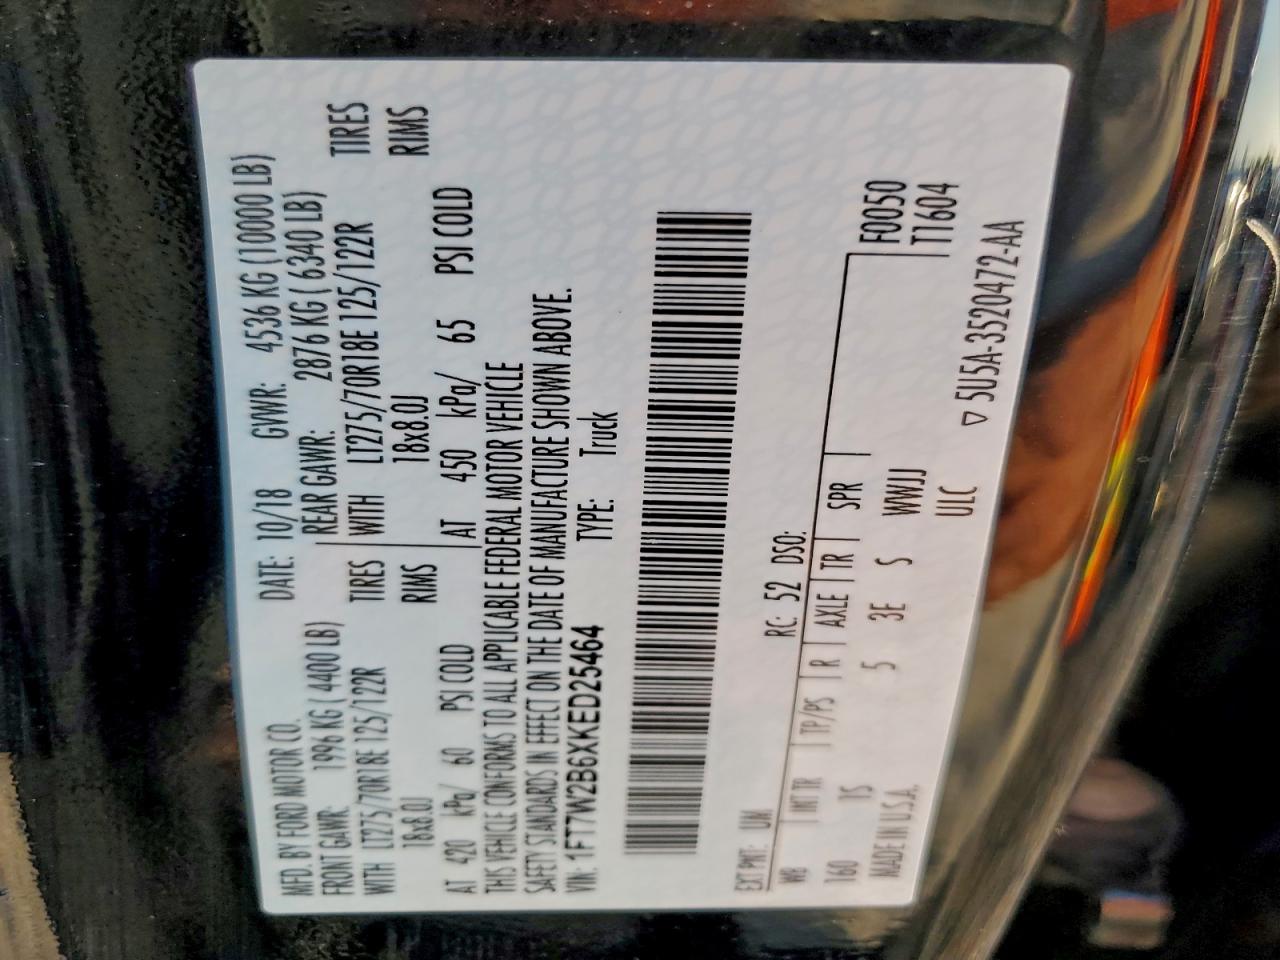 MFD. BY FORD MOTOR CO.
DATE: 10/18 GVWR: 4536 KG (10000 LB)
FRONT GAWR: 1996 KG ( 4400 LB) REAR GAWR: 2876 KG ( 6340 LB)
WITH LT275/70R18E 125/122R TIRES WITH LT275/70R18E 125/122R TIRES
18x8.0J RIMS 18x8.0J RIMS
AT 420 kPa/ 60 PSI COLD AT 450 kPa/ 65 PSI COLD
THIS VEHICLE CONFORMS TO ALL APPLICABLE FEDERAL MOTOR VEHICLE
SAFETY STANDARDS IN EFFECT ON THE DATE OF MANUFACTURE SHOWN ABOVE.
VIN: 1FT7W2B6XKED25464 TYPE: Truck
EXT PNT: UM RC: 52 DSO:
WB INT TR TP/PS R AXLE TR SPR F0050
160 1S 5 3E S WWJJ T1604
MADE IN U.S.A. ULC
5U5A-3520472-AA